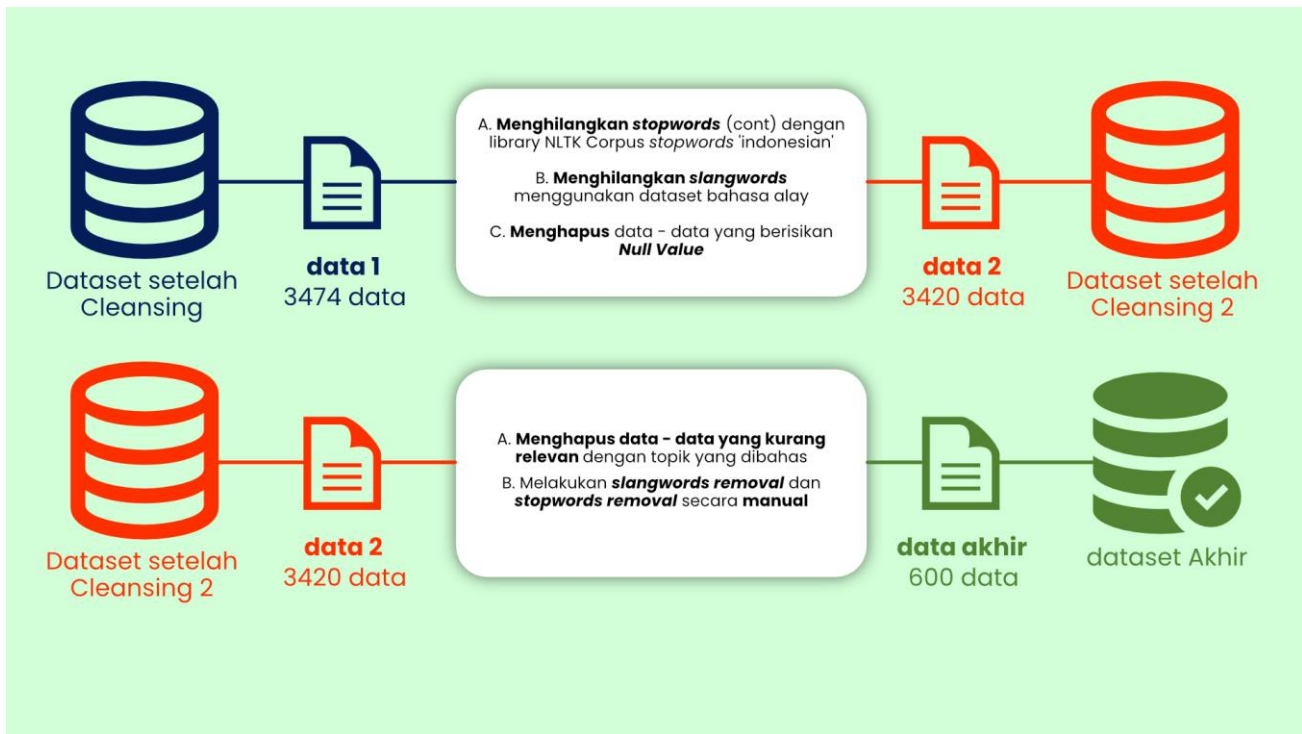 A. Menghilangkan stopwords (cont) dengan
library NLTK Corpus stopwords 'indonesian'
B. Menghilangkan slangwords
menggunakan dataset bahasa alay
C. Menghapus data - data yang berisikan
Null Value
Dataset setelah
Cleansing
data 1
3474 data
data 2
3420 data
Dataset setelah
Cleansing 2
A. Menghapus data - data yang kurang
relevan dengan topik yang dibahas
B. Melakukan slangwords removal dan
stopwords removal secara manual
Dataset setelah
Cleansing 2
data 2
3420 data
data akhir
600 data
dataset Akhir